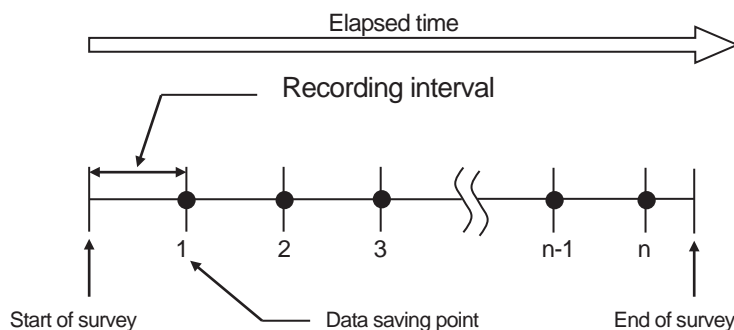 Elapsed time
Recording interval
1 2 3 n-1 n
Start of survey Data saving point End of survey